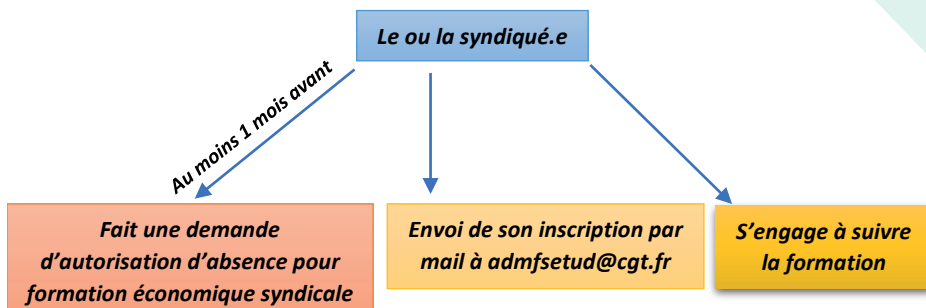 Le ou la syndiqué.e
Au moins 1 mois avant
Fait une demande
d’autorisation d’absence pour
formation économique syndicale
Envoi de son inscription par
mail à admfsetud@cgt.fr
S’engage à suivre
la formation